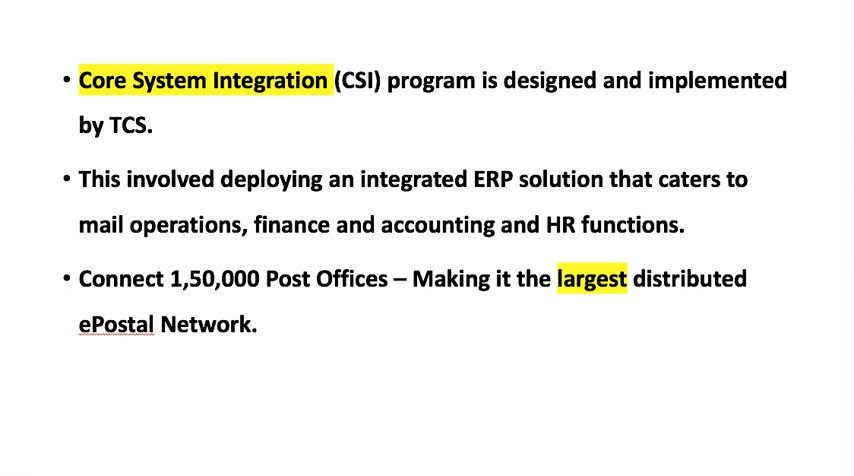 • Core System Integration (CSI) program is designed and implemented
by TCS.
• This involved deploying an integrated ERP solution that caters to
mail operations, finance and accounting and HR functions.
• Connect 1,50,000 Post Offices – Making it the largest distributed
ePostal Network.